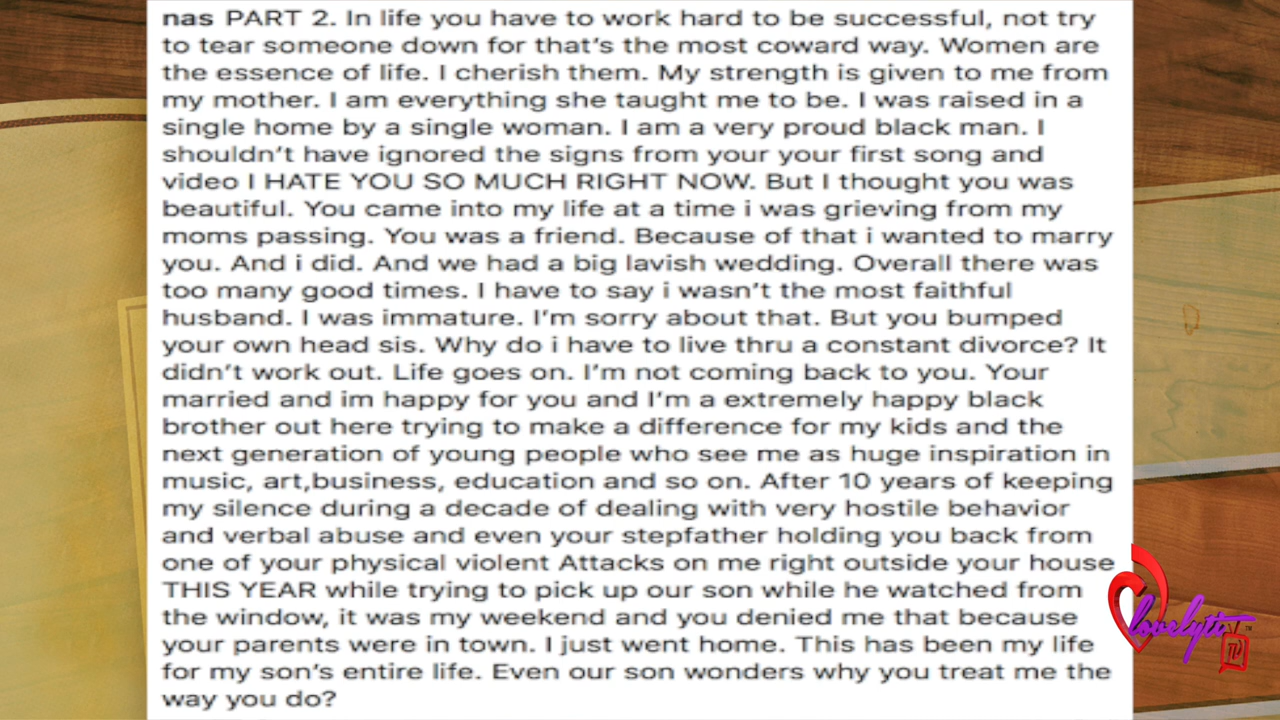 nas PART 2. In life you have to work hard to be successful, not try
to tear someone down for that's the most coward way. Women are
the essence of life. I cherish them. My strength is given to me from
my mother. I am everything she taught me to be. I was raised in a
single home by a single woman. I am a very proud black man. I
shouldn't have ignored the signs from your your first song and
video I HATE YOU SO MUCH RIGHT NOW. But I thought you was
beautiful. You came into my life at a time i was grieving from my
moms passing. You was a friend. Because of that i wanted to marry
you. And i did. And we had a big lavish wedding. Overall there was
too many good times. I have to say i wasn't the most faithful
husband. I was immature. I'm sorry about that. But you bumped
your own head sis. Why do i have to live thru a constant divorce? It
didn't work out. Life goes on. I'm not coming back to you. Your
married and im happy for you and I'm a extremely happy black
brother out here trying to make a difference for my kids and the
next generation of young people who see me as huge inspiration in
music, art,business, education and so on. After 10 years of keeping
my silence during a decade of dealing with very hostile behavior
and verbal abuse and even your stepfather holding you back from
one of your physical violent Attacks on me right outside your house
THIS YEAR while trying to pick up our son while he watched from
the window, it was my weekend and you denied me that because
your parents were in town. I just went home. This has been my life
for my son's entire life. Even our son wonders why you treat me the
way you do?